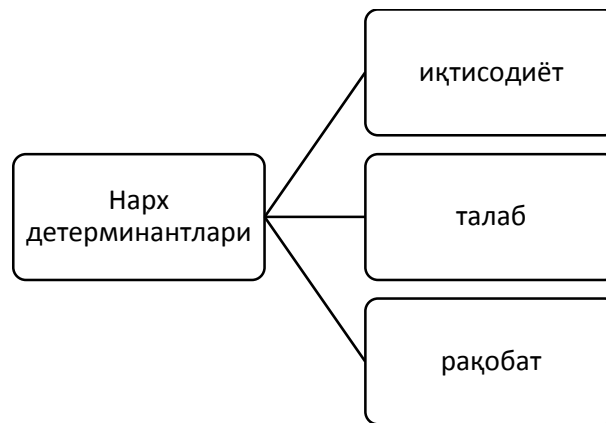 Нарх
детерминантлари
иқтисодиёт
талаб
рақобат